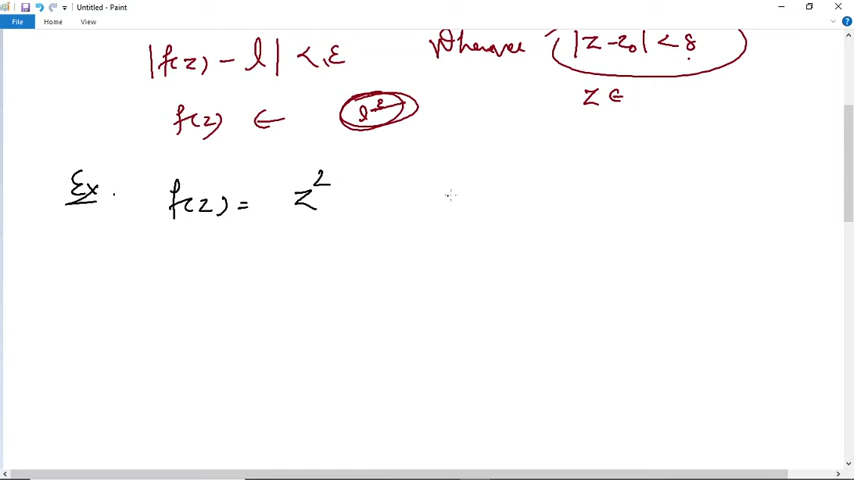 Untitled - Paint
File Home View
|f(z) - l| < ε Whenever |z - z₀| < δ
f(z) ∈ l ε z ∈
Ex. f(z) = z²